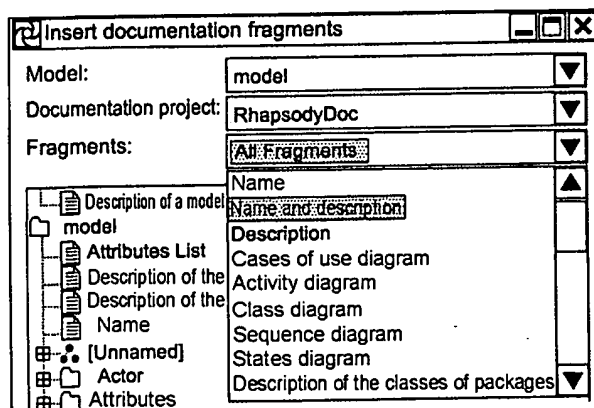 Insert documentation fragments
Model:
model
Documentation project:
RhapsodyDoc
Fragments:
All Fragments
Name
Name and description
Description
Cases of use diagram
Activity diagram
Class diagram
Sequence diagram
States diagram
Description of the classes of packages
Description of a model
model
Attributes List
Description of the
Description of the
Name
[Unnamed]
Actor
Attributes